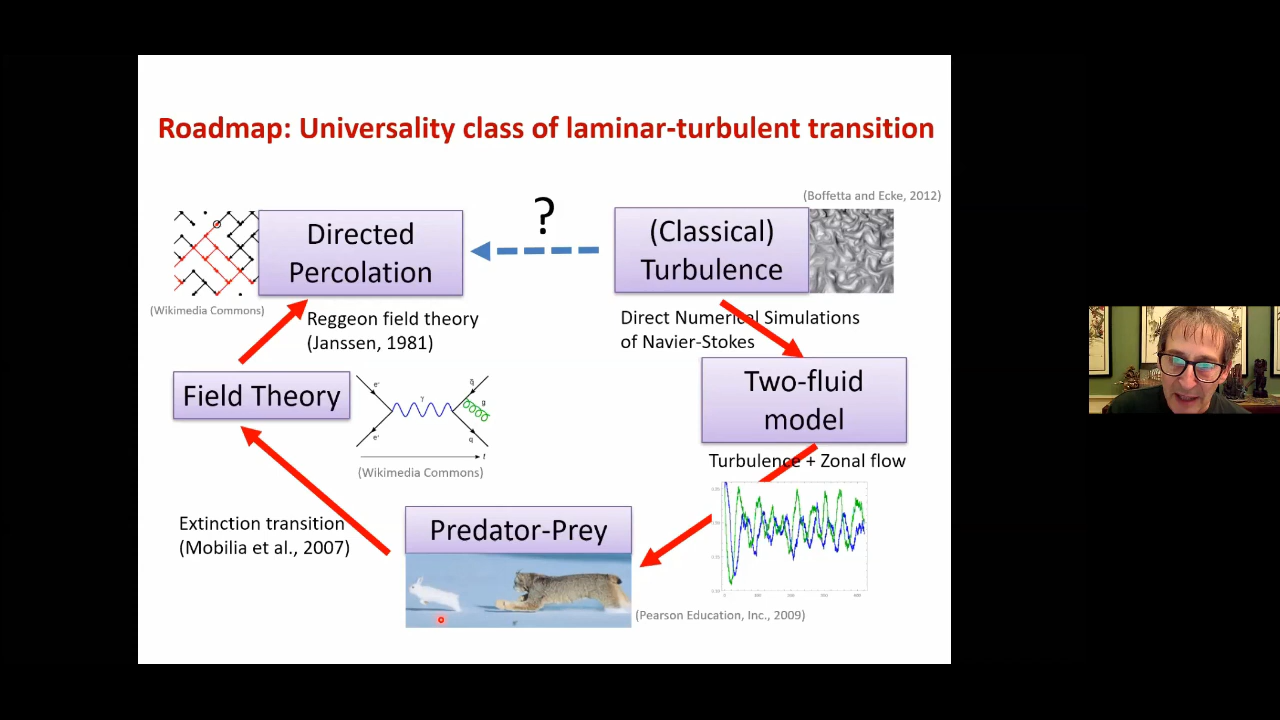 Roadmap: Universality class of laminar-turbulent transition
(Boffetta and Ecke, 2012)
?
Directed
Percolation
(Classical)
Turbulence
(Wikimedia Commons)
Reggeon field theory
(Janssen, 1981)
Direct Numerical Simulations
of Navier-Stokes
Field Theory
Two-fluid
model
(Wikimedia Commons)
Turbulence + Zonal flow
Extinction transition
(Mobilia et al., 2007)
Predator-Prey
(Pearson Education, Inc., 2009)